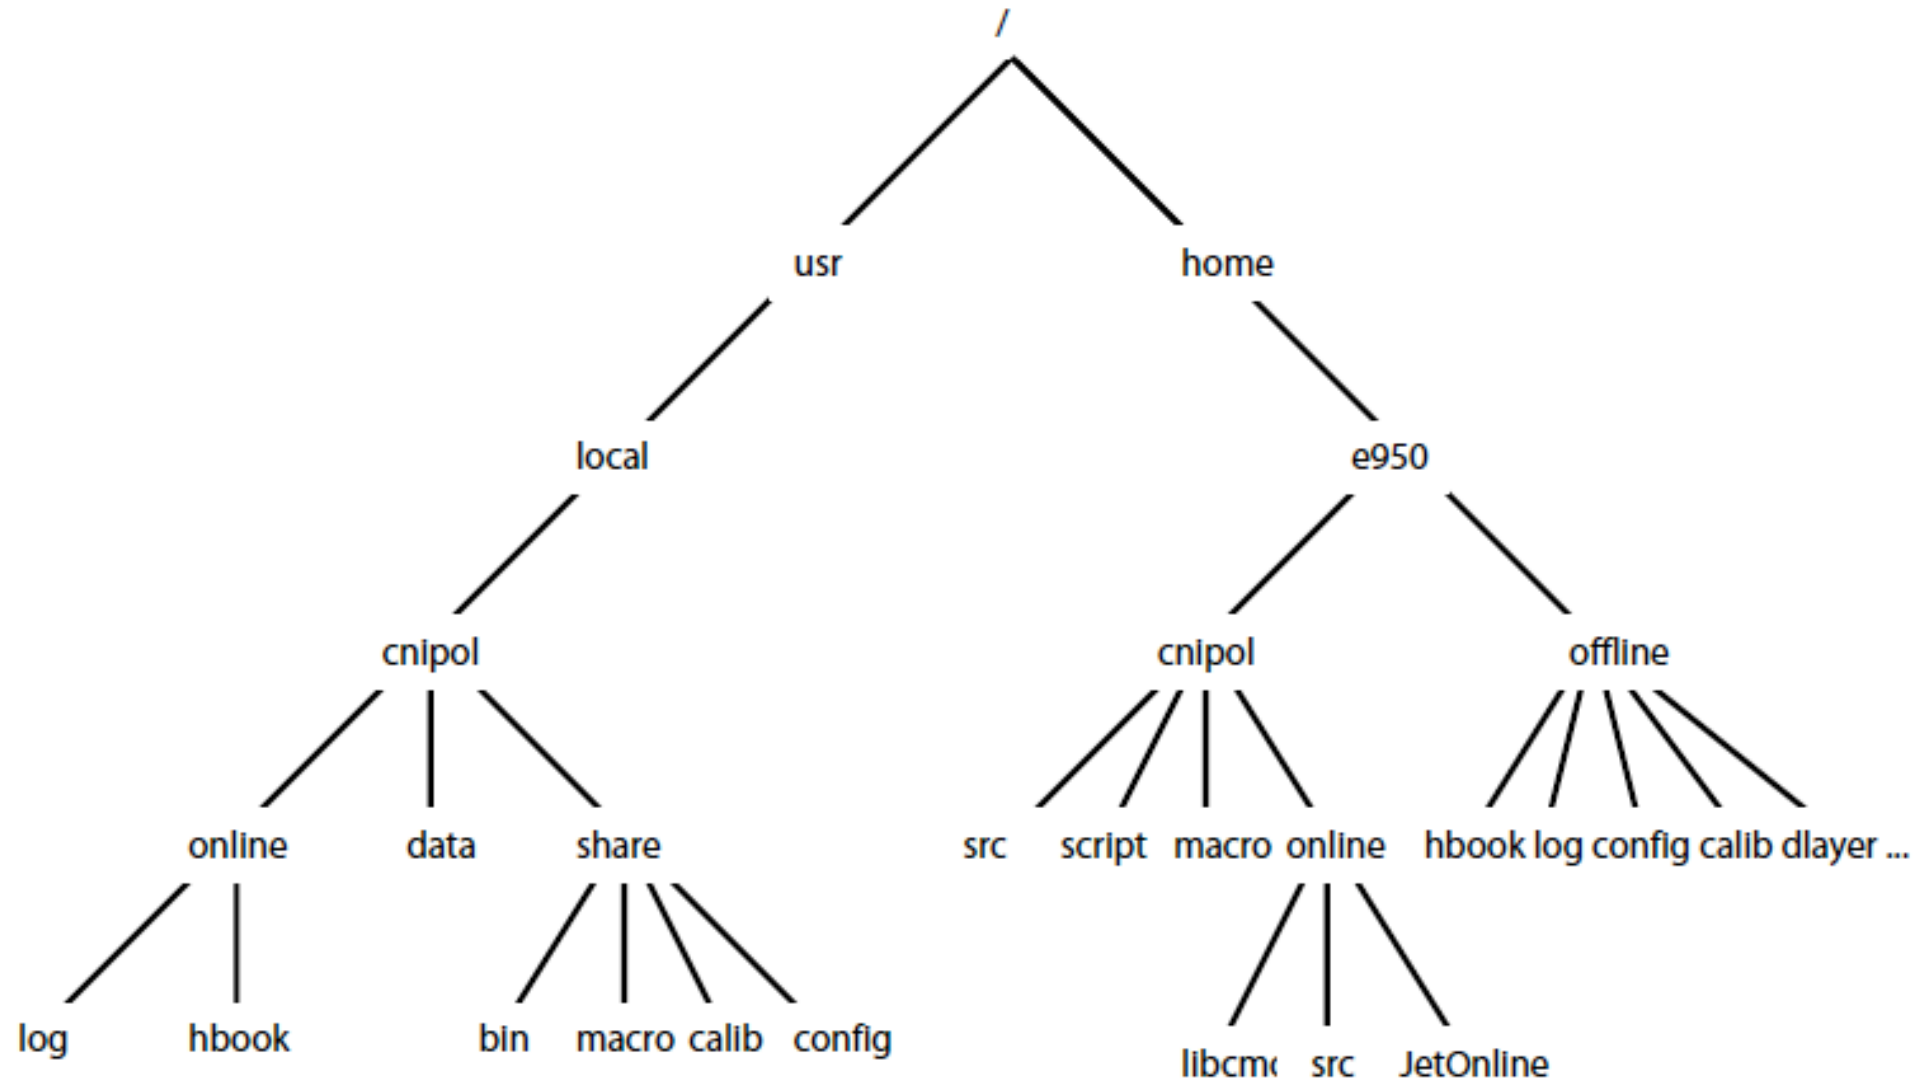 /
usr home
local e950
cnipol cnipol offline
online data share src script macro online hbook log config calib dlayer ...
log hbook bin macro calib config src JetOnline